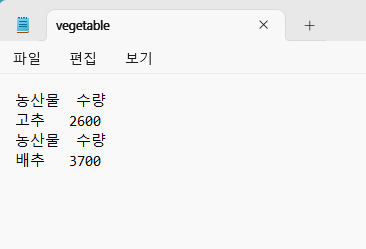 vegetable
파일 편집 보기
농산물 수량
고추 2600
농산물 수량
배추 3700